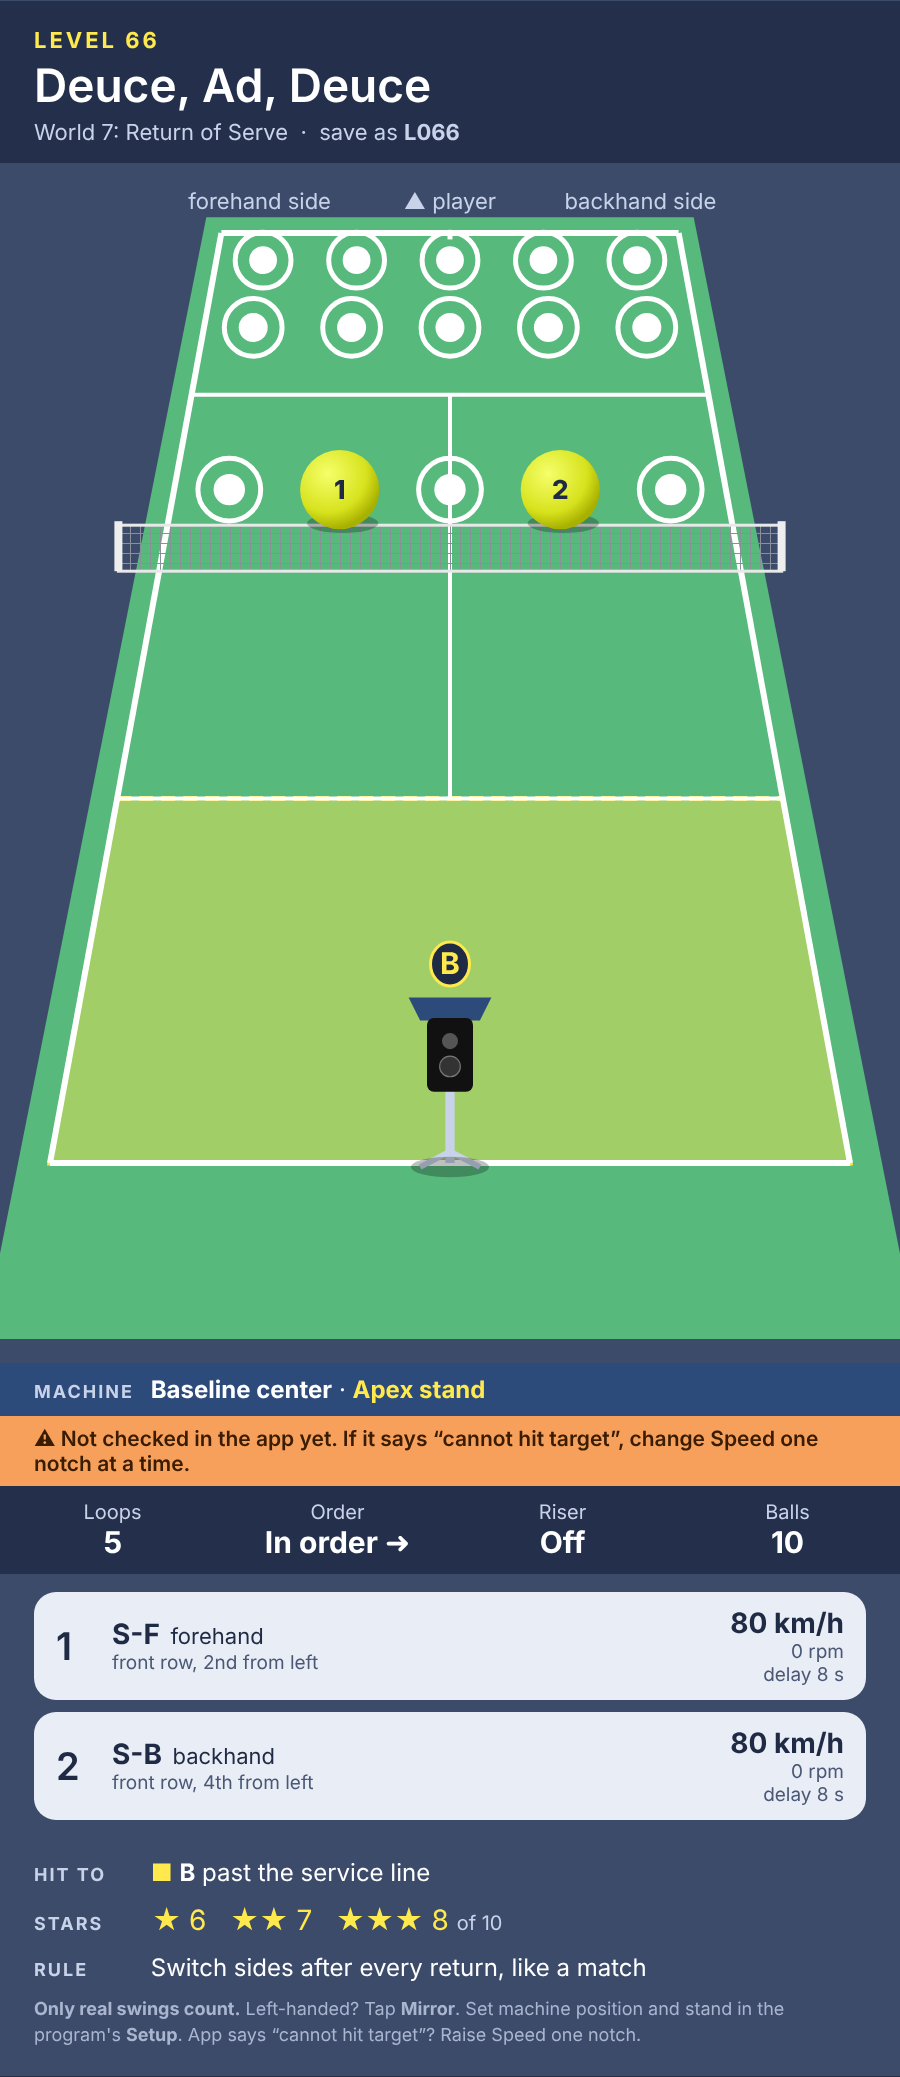 LEVEL 66
Deuce, Ad, Deuce
World 7: Return of Serve · save as L066
forehand side ▲ player backhand side
1 2
B
MACHINE Baseline center · Apex stand
⚠ Not checked in the app yet. If it says “cannot hit target”, change Speed one
notch at a time.
Loops Order Riser Balls
5 In order ➜ Off 10
1 S-F forehand 80 km/h
front row, 2nd from left 0 rpm
delay 8 s
2 S-B backhand 80 km/h
front row, 4th from left 0 rpm
delay 8 s
HIT TO ■ B past the service line
STARS ★ 6 ★★ 7 ★★★ 8 of 10
RULE Switch sides after every return, like a match
Only real swings count. Left-handed? Tap Mirror. Set machine position and stand in the
program's Setup. App says “cannot hit target”? Raise Speed one notch.